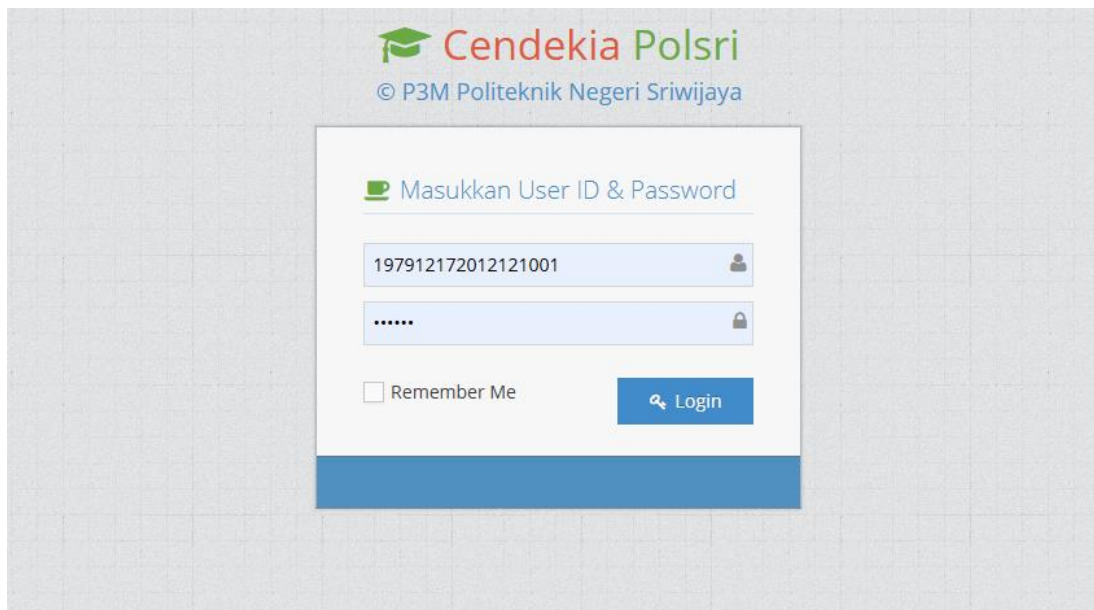 Cendekia Polsri
© P3M Politeknik Negeri Sriwijaya
Masukkan User ID & Password
197912172012121001
••••••
Remember Me
Login